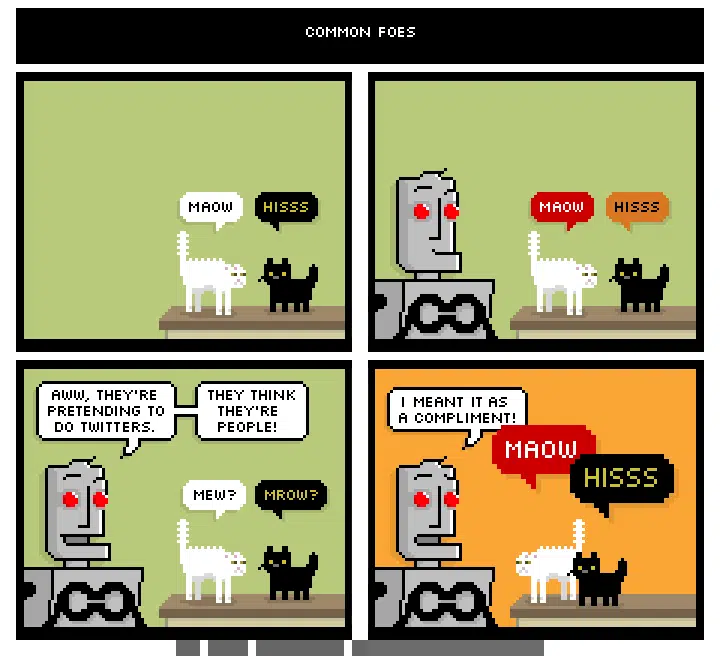 COMMON FOES
MAOW
HISSS
MAOW
HISSS
AWW, THEY'RE
PRETENDING TO
DO TWITTERS.
THEY THINK
THEY'RE
PEOPLE!
MEW?
MROW?
I MEANT IT AS
A COMPLIMENT!
MAOW
HISSS